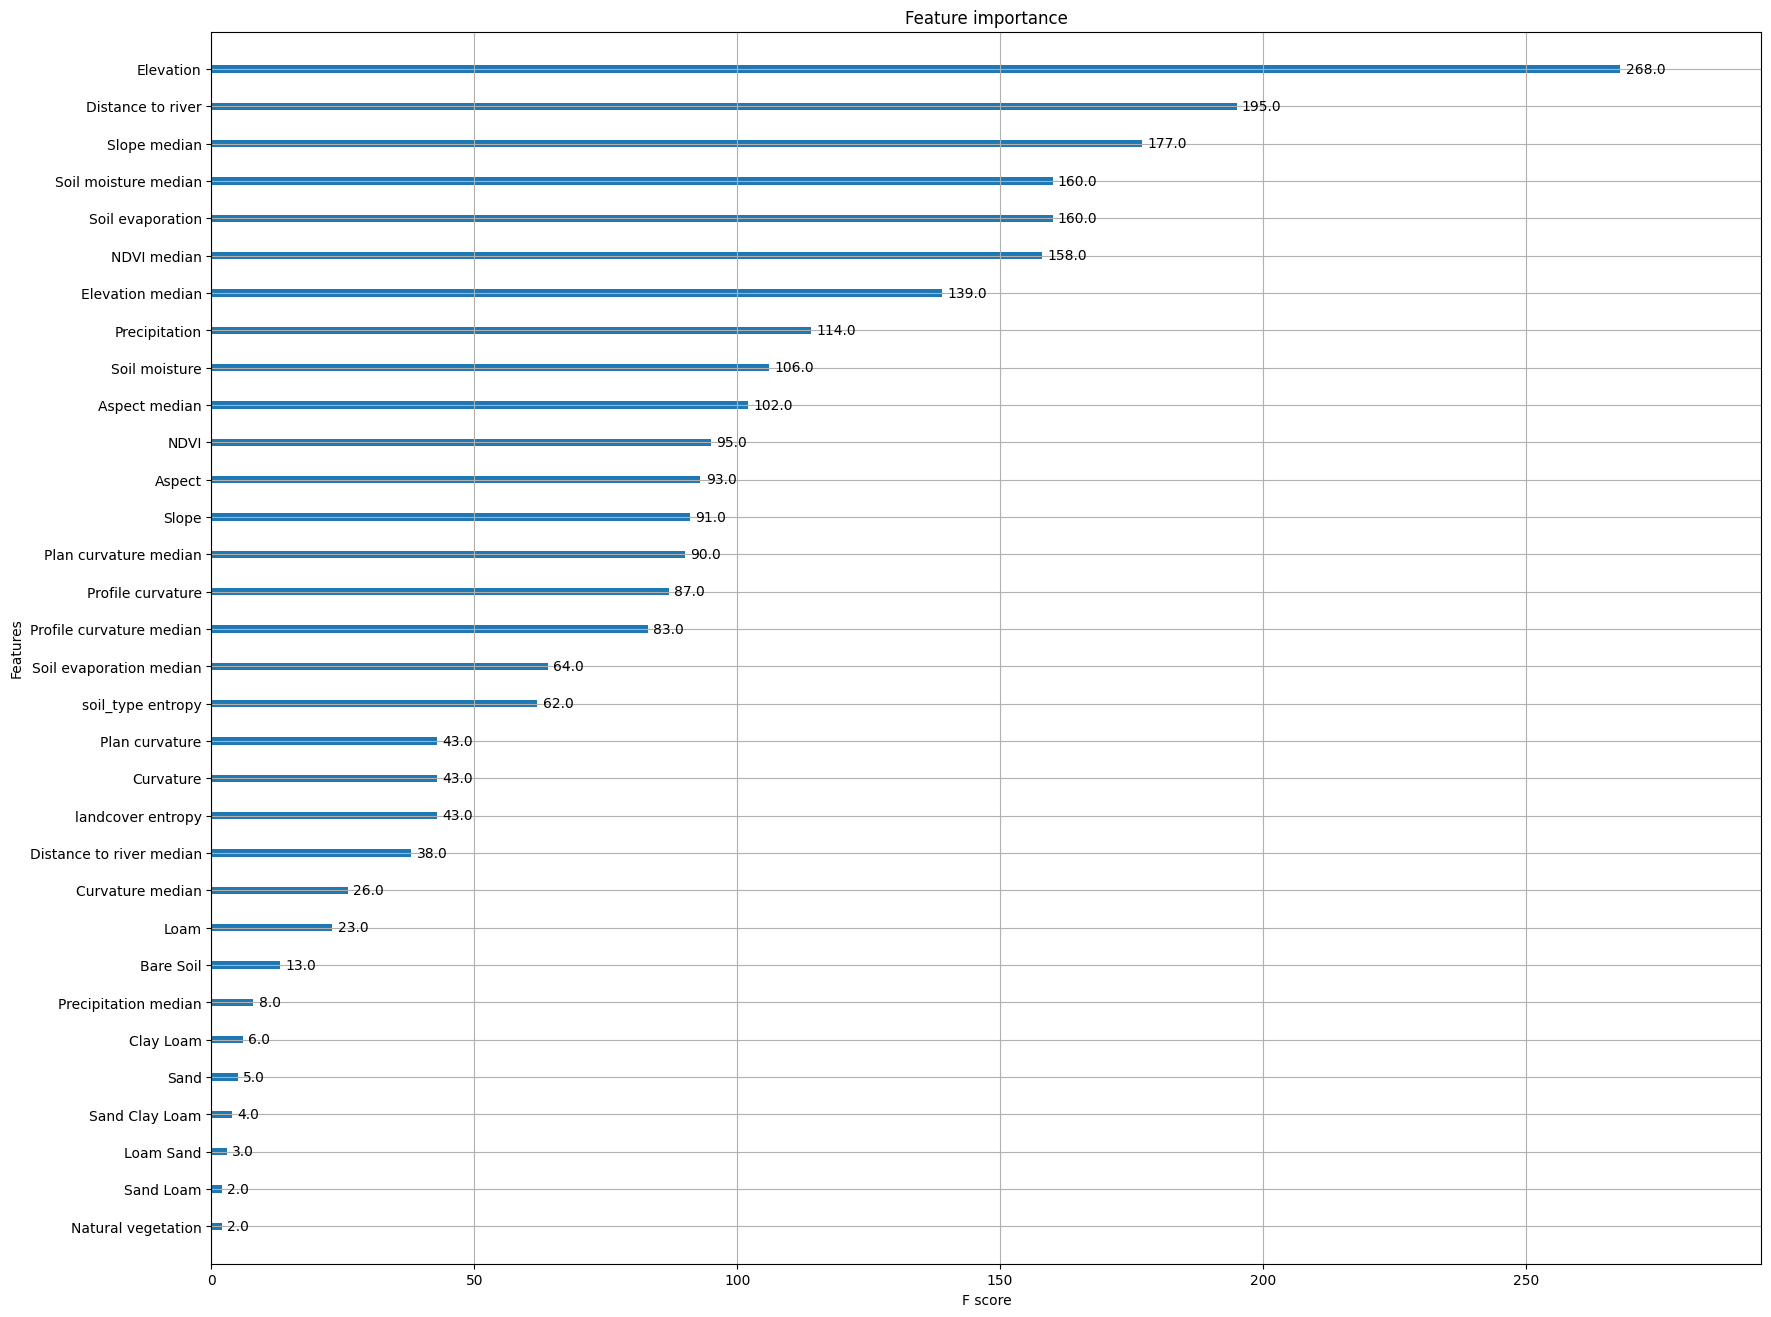 Feature importance
Elevation 268.0
Distance to river 195.0
Slope median 177.0
Soil moisture median 160.0
Soil evaporation 160.0
NDVI median 158.0
Elevation median 139.0
Precipitation 114.0
Soil moisture 106.0
Aspect median 102.0
NDVI 95.0
Aspect 93.0
Slope 91.0
Plan curvature median 90.0
Profile curvature 87.0
Profile curvature median 83.0
Soil evaporation median 64.0
soil_type entropy 62.0
Plan curvature 43.0
Curvature 43.0
landcover entropy 43.0
Distance to river median 38.0
Curvature median 26.0
Loam 23.0
Bare Soil 13.0
Precipitation median 8.0
Clay Loam 6.0
Sand 5.0
Sand Clay Loam 4.0
Loam Sand 3.0
Sand Loam 2.0
Natural vegetation 2.0
Features
0 50 100 150 200 250
F score